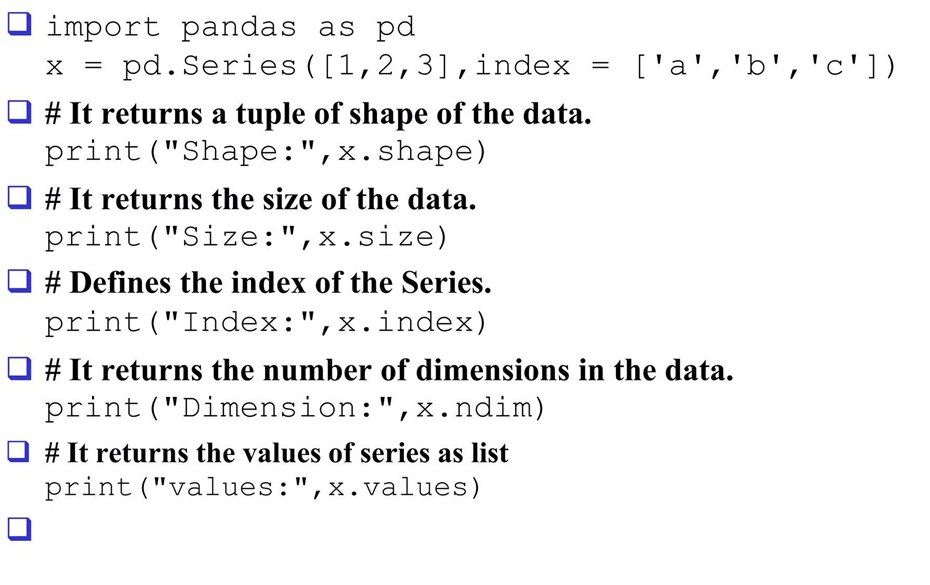 import pandas as pd
x = pd.Series([1,2,3],index = ['a','b','c'])
# It returns a tuple of shape of the data.
print("Shape:",x.shape)
# It returns the size of the data.
print("Size:",x.size)
# Defines the index of the Series.
print("Index:",x.index)
# It returns the number of dimensions in the data.
print("Dimension:",x.ndim)
# It returns the values of series as list
print("values:",x.values)